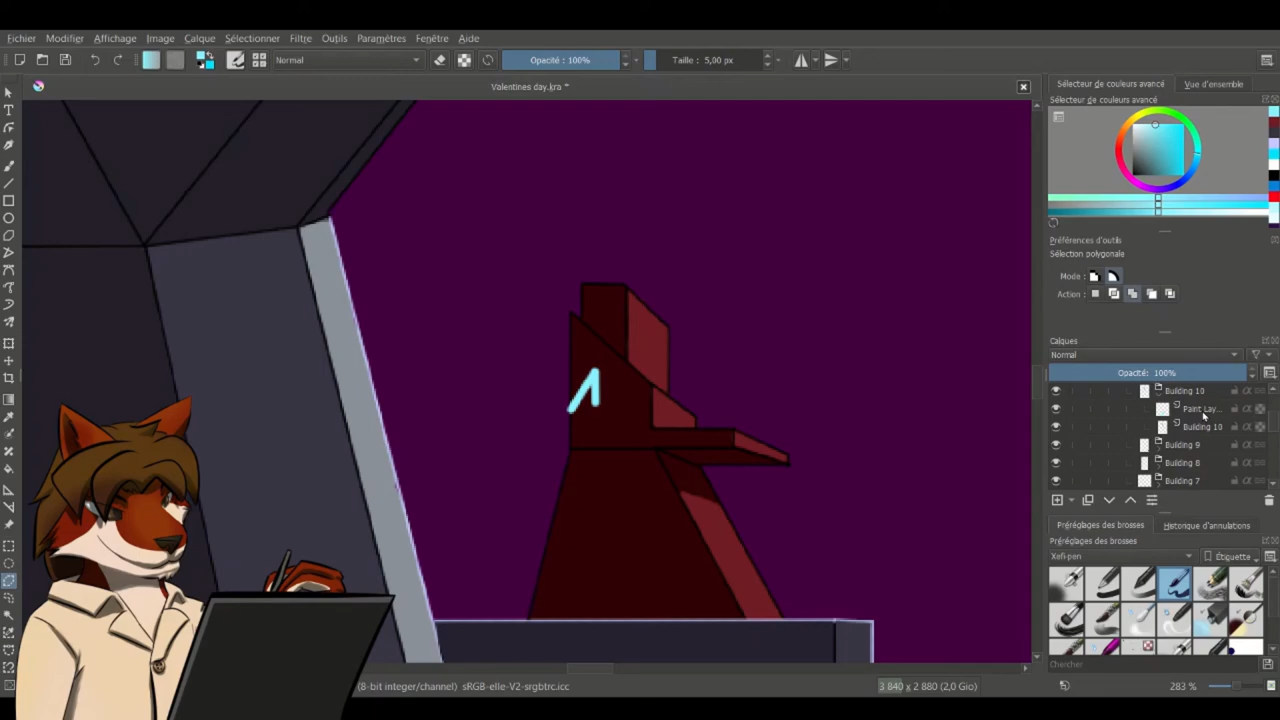 Fichier Modifier Affichage Image Calque Sélectionner Filtre Outils Paramètres Fenêtre Aide
Normal Opacité : 100% Taille : 5,00 px
Valentines day.kra *
Sélecteur de couleurs avancé Vue d'ensemble
Sélecteur de couleurs avancé
Préférences d'outils
Sélection polygonale
Mode :
Action :
Calques
Normal
Opacité: 100%
Building 10
Paint Lay...
Building 10
Building 9
Building 8
Building 7
Préréglages des brosses Historique d'annulations
Préréglages des brosses
Xefi-pen Étiquette
Chercher
(8-bit integer/channel) sRGB-elle-V2-srgbtrc.icc 3 840 x 2 880 (2,0 Gio) 283 %